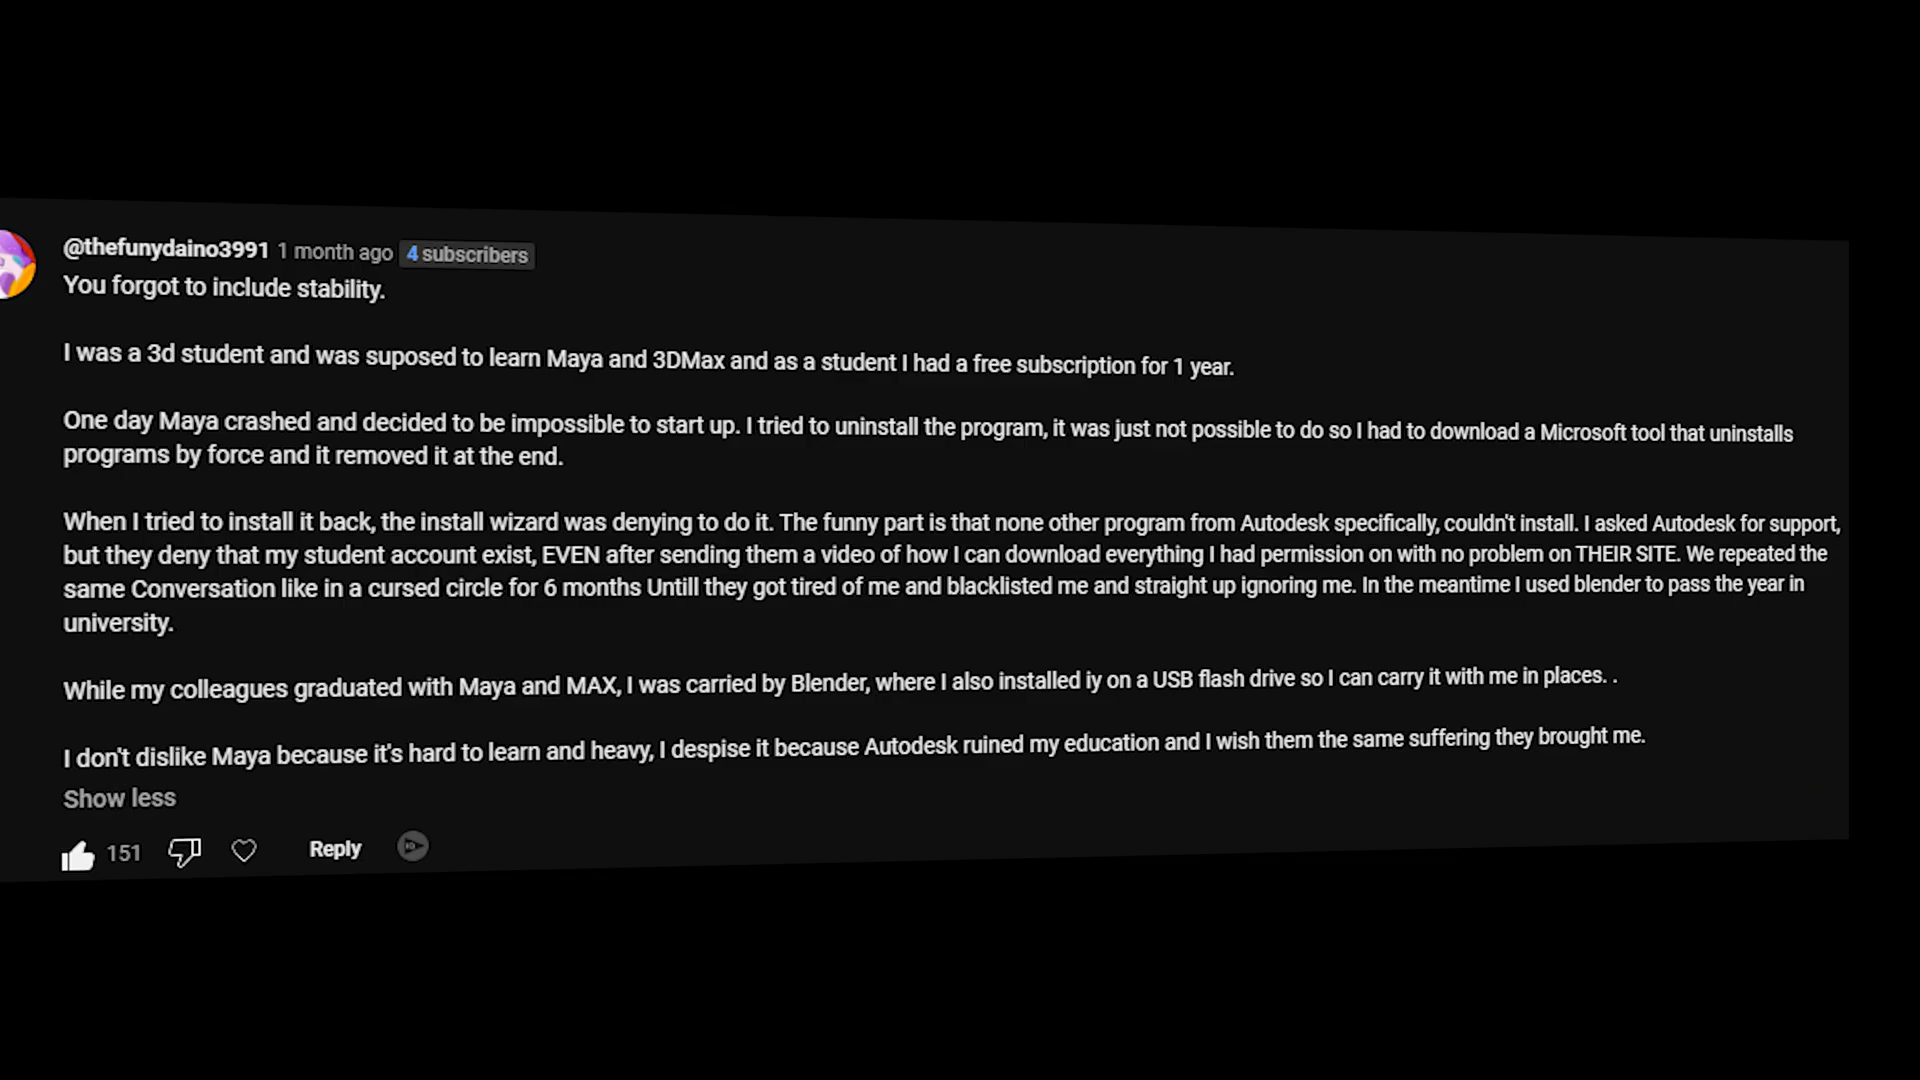 @thefunydaino3991 1 month ago 4 subscribers
You forgot to include stability.
I was a 3d student and was suposed to learn Maya and 3DMax and as a student I had a free subscription for 1 year.
One day Maya crashed and decided to be impossible to start up. I tried to uninstall the program, it was just not possible to do so I had to download a Microsoft tool that uninstalls
programs by force and it removed it at the end.
When I tried to install it back, the install wizard was denying to do it. The funny part is that none other program from Autodesk specifically, couldn't install. I asked Autodesk for support,
but they deny that my student account exist, EVEN after sending them a video of how I can download everything I had permission on with no problem on THEIR SITE. We repeated the
same Conversation like in a cursed circle for 6 months Untill they got tired of me and blacklisted me and straight up ignoring me. In the meantime I used blender to pass the year in
university.
While my colleagues graduated with Maya and MAX, I was carried by Blender, where I also installed iy on a USB flash drive so I can carry it with me in places. .
I don't dislike Maya because it's hard to learn and heavy, I despise it because Autodesk ruined my education and I wish them the same suffering they brought me.
Show less
151 Reply